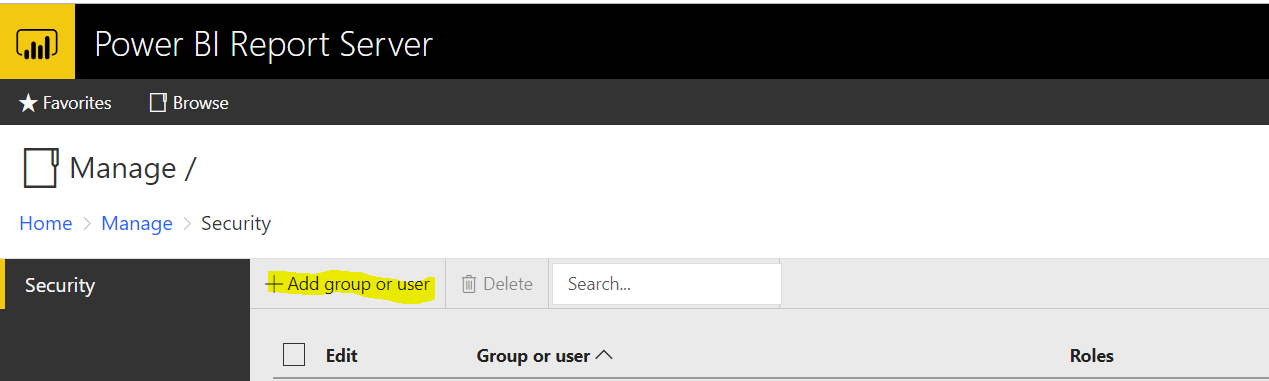 Power BI Report Server
Favorites Browse
Manage /
Home > Manage > Security
Security + Add group or user Delete Search...
Edit Group or user Roles